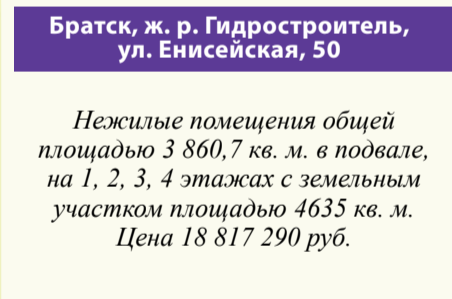 Братск, ж. р. Гидростроитель,
ул. Енисейская, 50
Нежилые помещения общей
площадью 3 860,7 кв. м. в подвале,
на 1, 2, 3, 4 этажах с земельным
участком площадью 4635 кв. м.
Цена 18 817 290 руб.